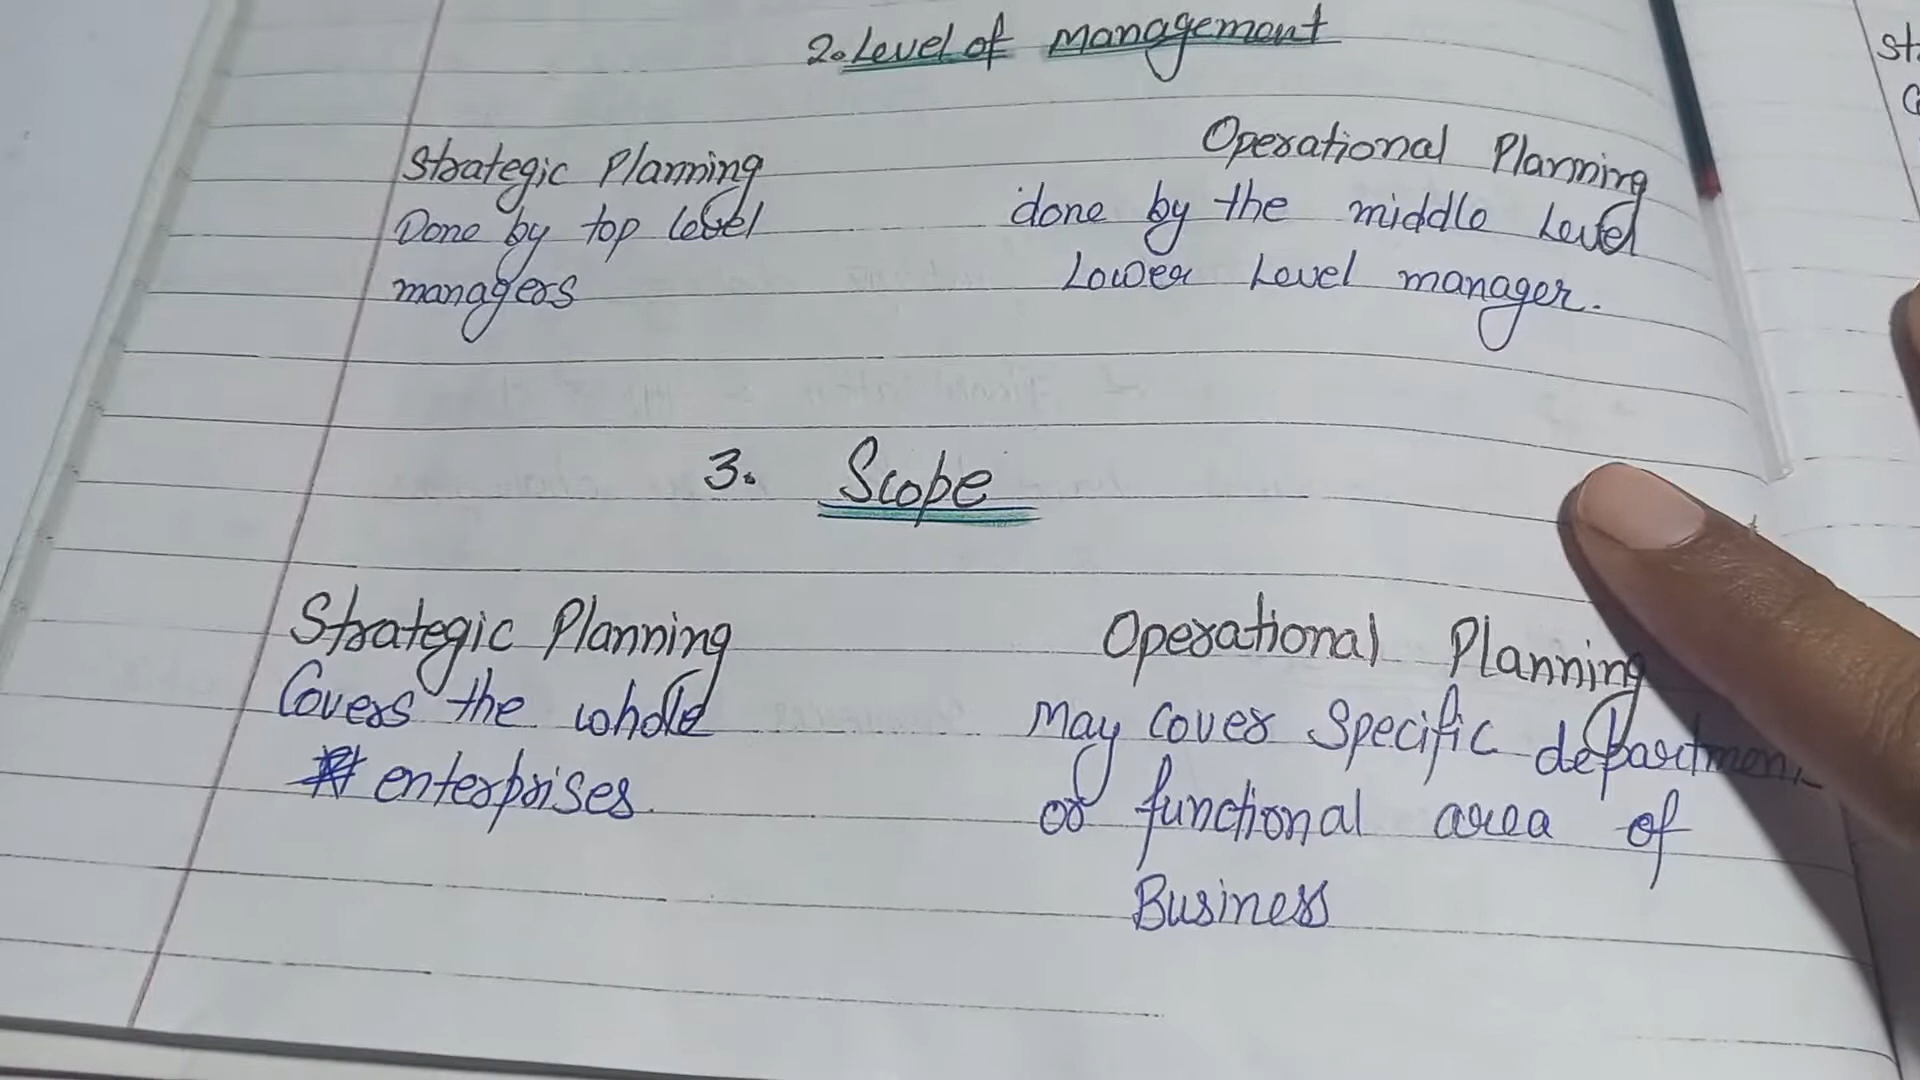 2. Level of management
Strategic Planning
Done by top level
managers
Operational Planning
done by the middle Level
Lower Level manager.
3. Scope
Strategic Planning
Covers the whole
enterprises.
Operational Planning
May cover Specific department
or functional area of
Business